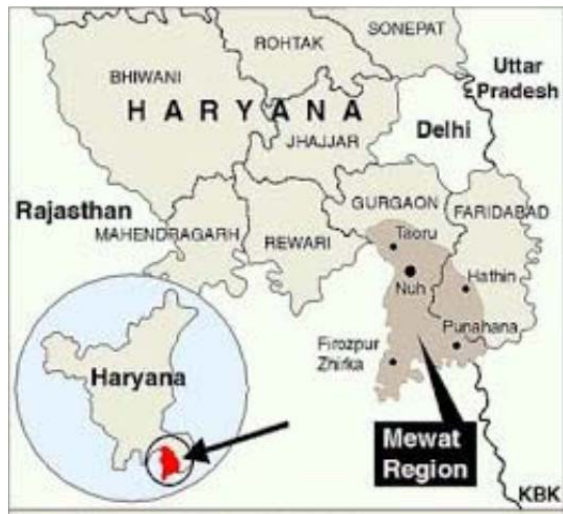 SONEPAT
ROHTAK
Uttar
Pradesh
BHIWANI
HARYANA
Delhi
JHAJJAR
GURGAON
FARIDABAD
Rajasthan
MAHENDRAGARH
REWARI
Taoru
Nuh
Hathin
Punahana
Firozpur
Zhirka
Haryana
Mewat
Region
KBK